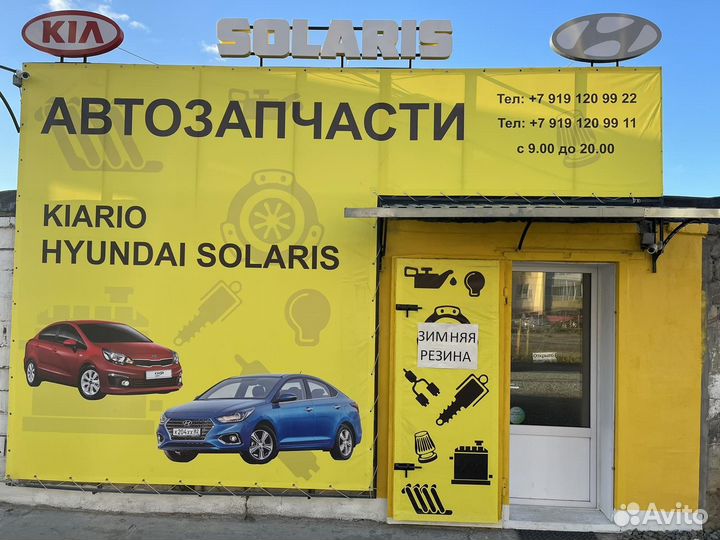 KIA
SOLARIS
АВТОЗАПЧАСТИ
Тел: +7 919 120 99 22
Тел: +7 919 120 99 11
с 9.00 до 20.00
KIARIO
HYUNDAI SOLARIS
ЗИМНЯЯ
РЕЗИНА
Открыто
Avito